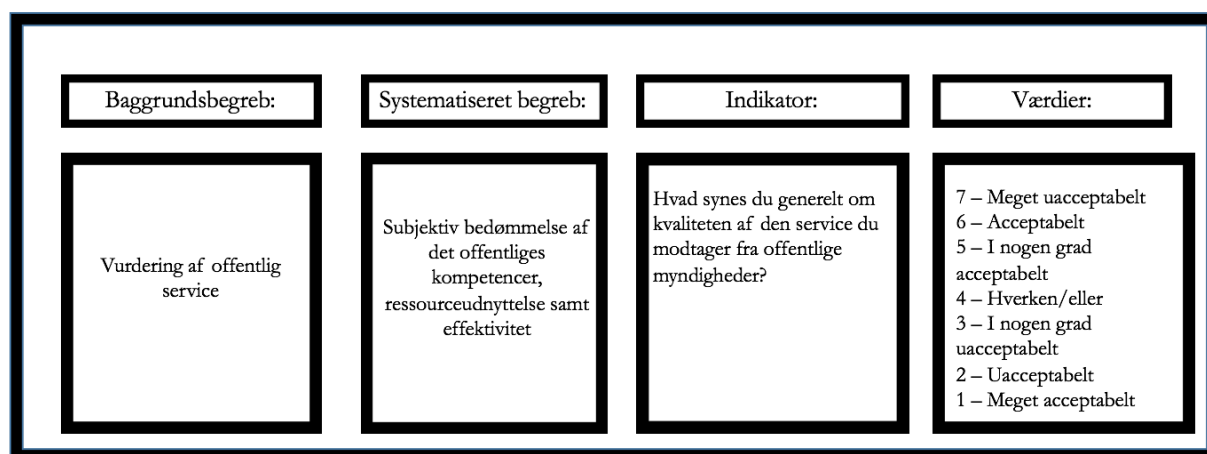 Baggrundsbegreb:
Systematiseret begreb:
Indikator:
Værdier:
Vurdering af offentlig
service
Subjektiv bedømmelse af
det offentliges
kompetencer,
ressourceudnyttelse samt
effektivitet
Hvad synes du generelt om
kvaliteten af den service du
modtager fra offentlige
myndigheder?
7 – Meget uacceptabelt
6 – Acceptabelt
5 – I nogen grad
acceptabelt
4 – Hverken/eller
3 – I nogen grad
uacceptabelt
2 – Uacceptabelt
1 – Meget acceptabelt